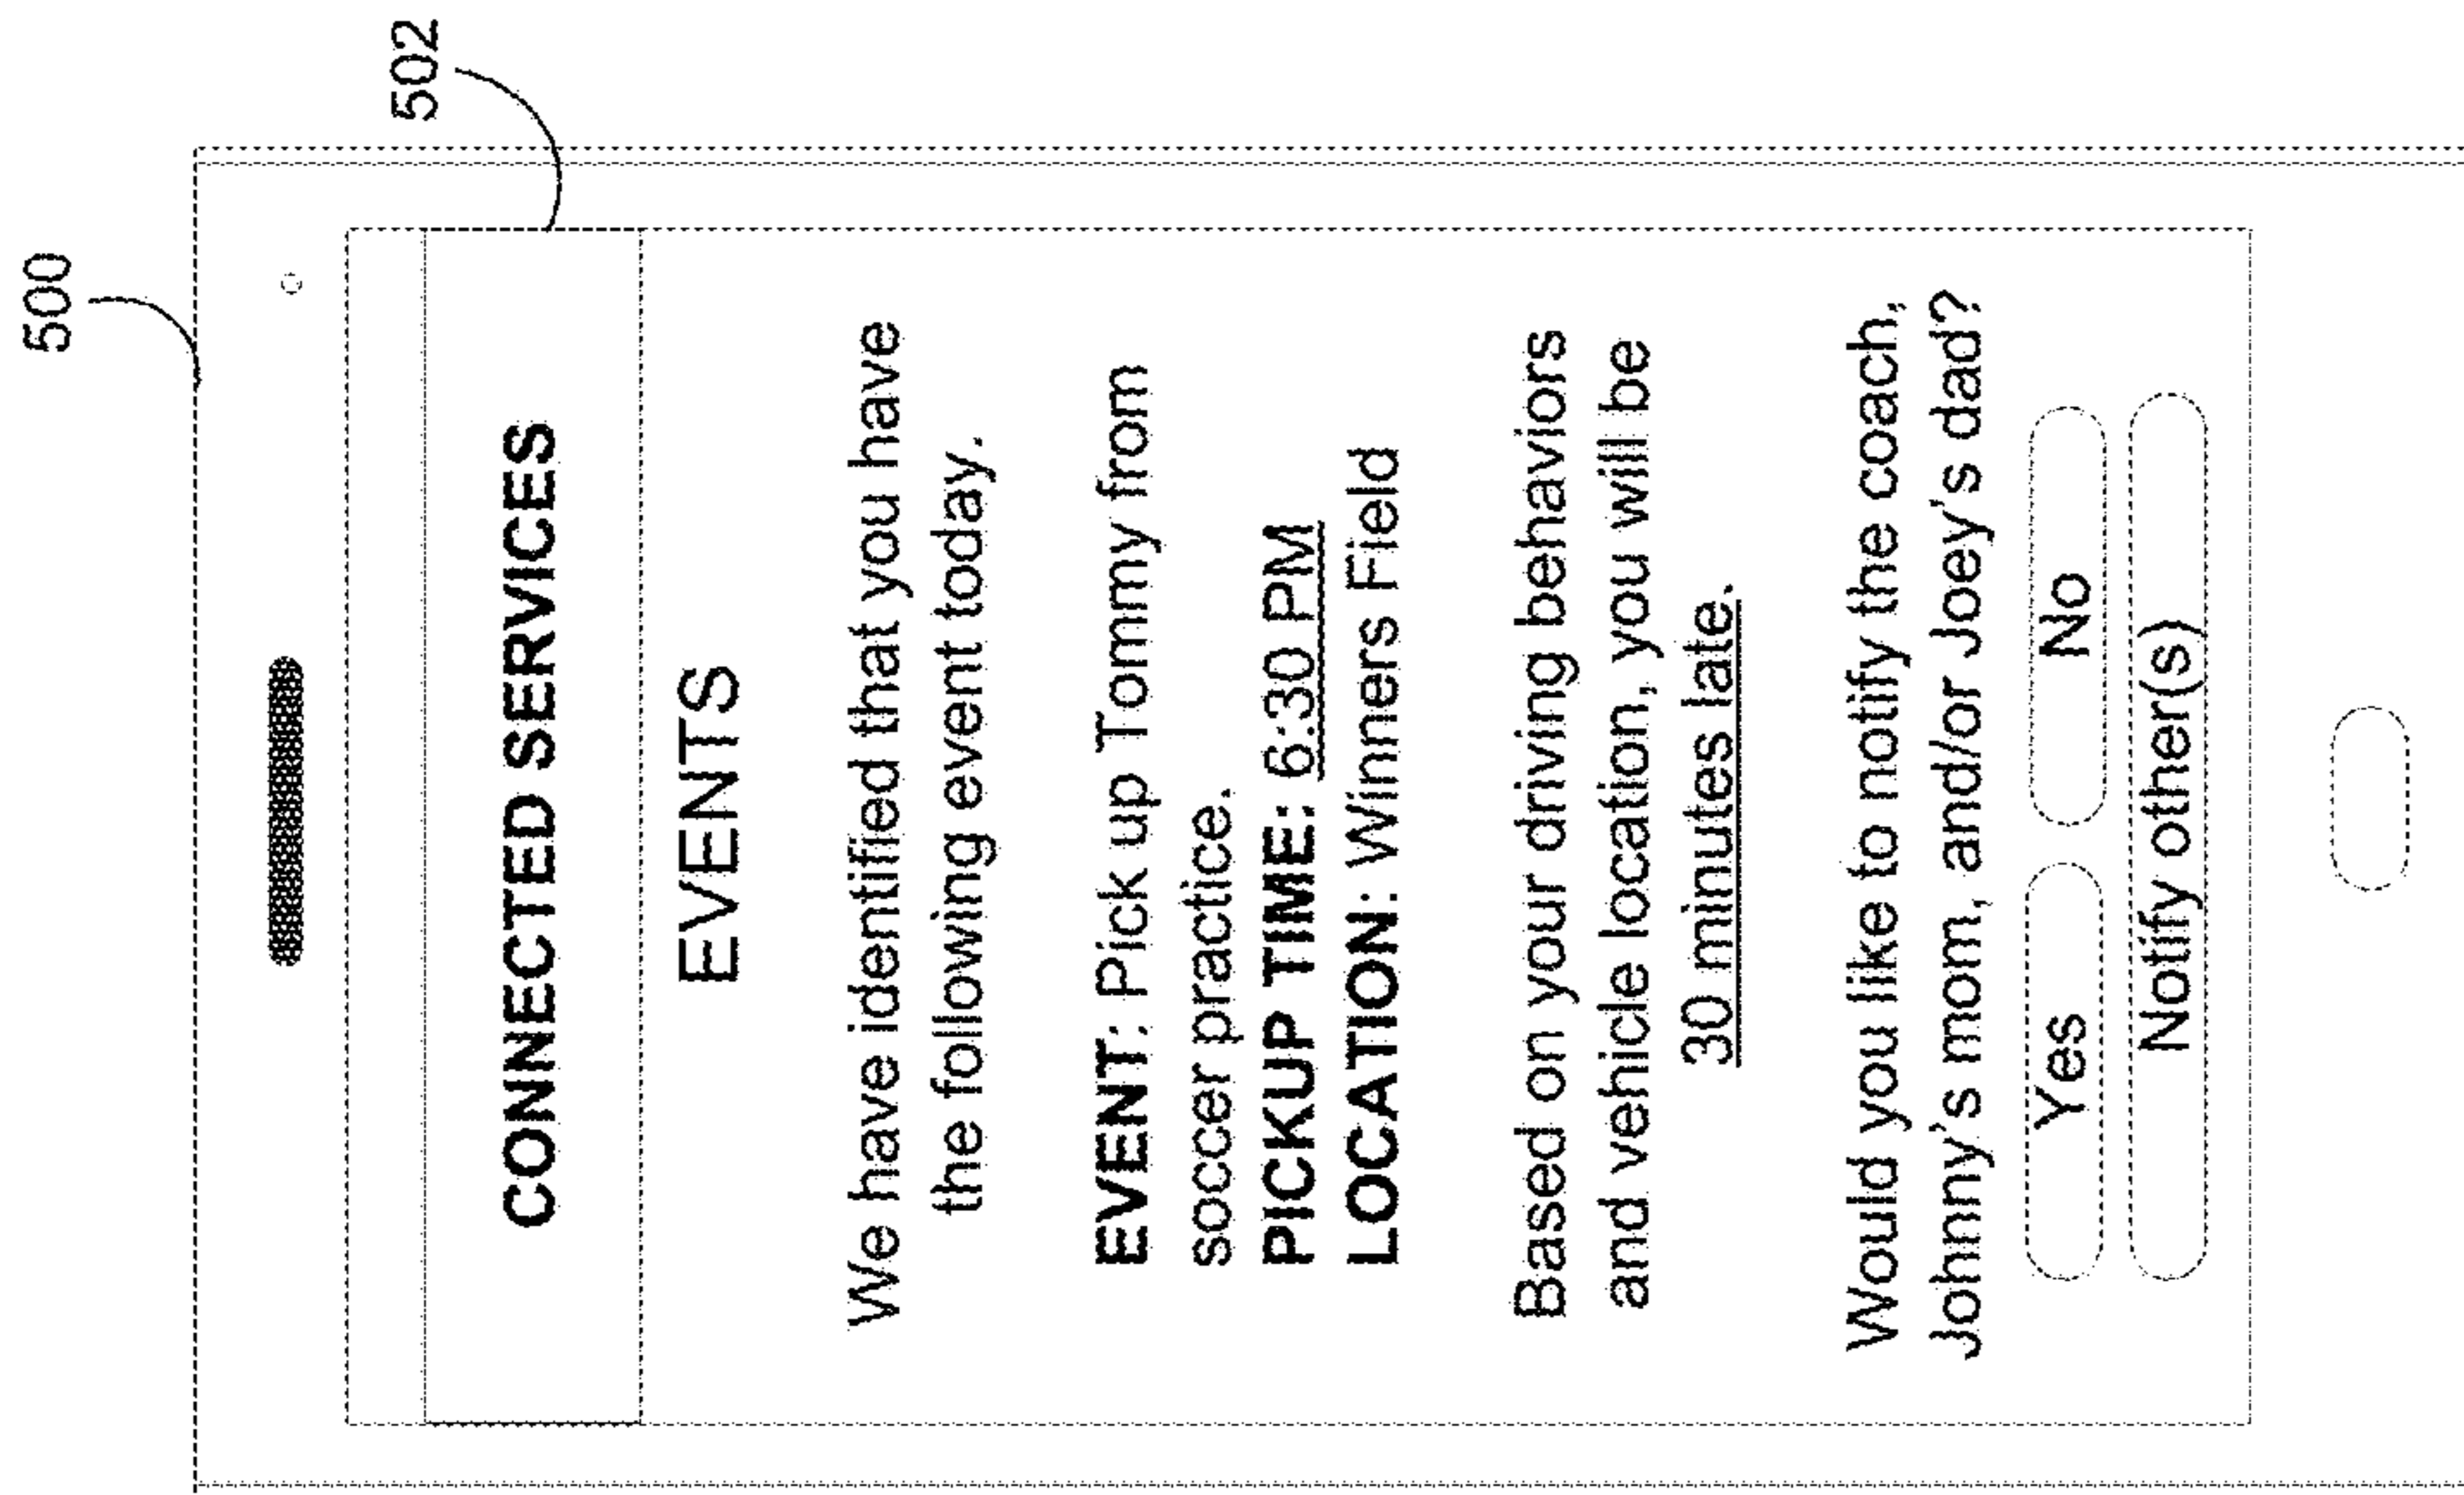 500
502
CONNECTED SERVICES
EVENTS
We have identified that you have
the following event today.
EVENT: Pick up Tommy from
soccer practice.
PICKUP TIME: 6:30 PM
LOCATION: Winners Field
Based on your driving behaviors
and vehicle location, you will be
30 minutes late.
Would you like to notify the coach,
Johnny's mom, and/or Joey's dad?
Yes No
Notify other(s)